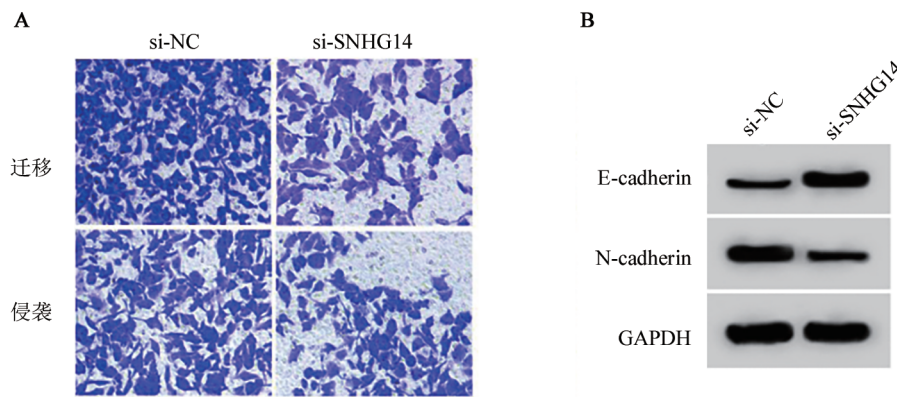 A
si-NC si-SNHG14
迁移
侵袭
B
si-NC si-SNHG14
E-cadherin
N-cadherin
GAPDH